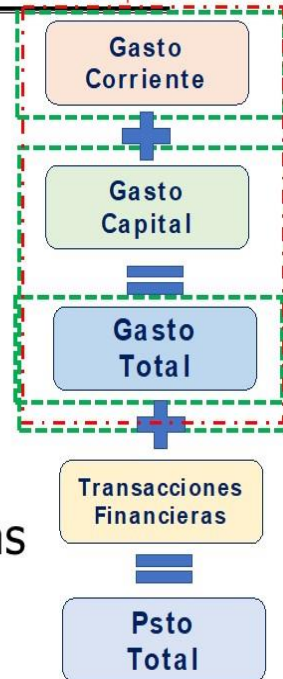 Gasto
Corriente
Gasto
Capital
Gasto
Total
Transacciones
Financieras
Psto
Total